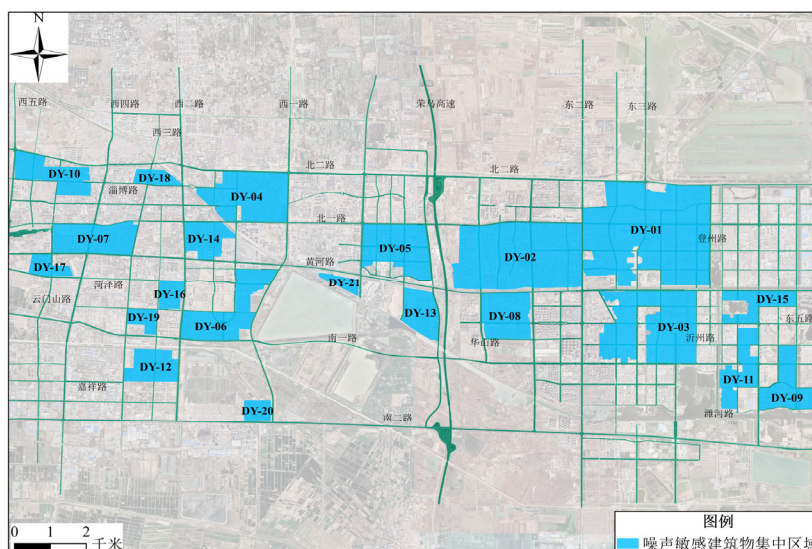 N
西五路
西四路
西二路
西一路
荣乌高速
东二路
东三路
西三路
北二路
北二路
DY-10
DY-18
淄博路
DY-04
北一路
DY-07
DY-14
DY-05
DY-02
DY-01
登州路
黄河路
DY-17
菏泽路
DY-21
云门山路
DY-16
DY-15
DY-19
DY-06
DY-13
DY-08
DY-03
东五路
南一路
华山路
沂州路
DY-12
嘉祥路
DY-11
DY-09
DY-20
南二路
潍河路
图例
0 1 2
千米
噪声敏感建筑物集中区域